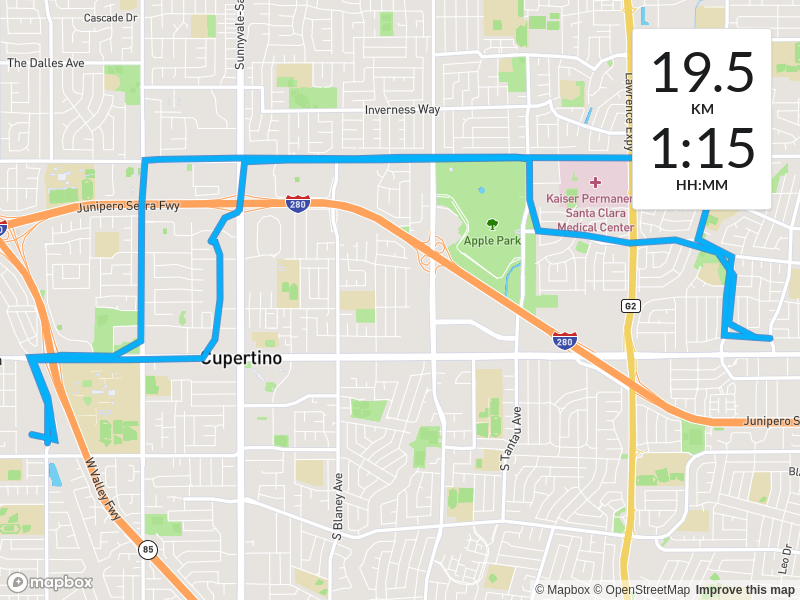 Cascade Dr
Sunnyvale-Sa
The Dalles Ave
Inverness Way
Lawrence Expy
19.5
KM
1:15
HH:MM
Junipero Serra Fwy
280
Kaiser Permanen
Santa Clara
Medical Center
Apple Park
G2
280
Cupertino
Junipero S
S Tantau Ave
W Valley Fwy
S Blaney Ave
85
Leo Dr
mapbox
© Mapbox © OpenStreetMap Improve this map